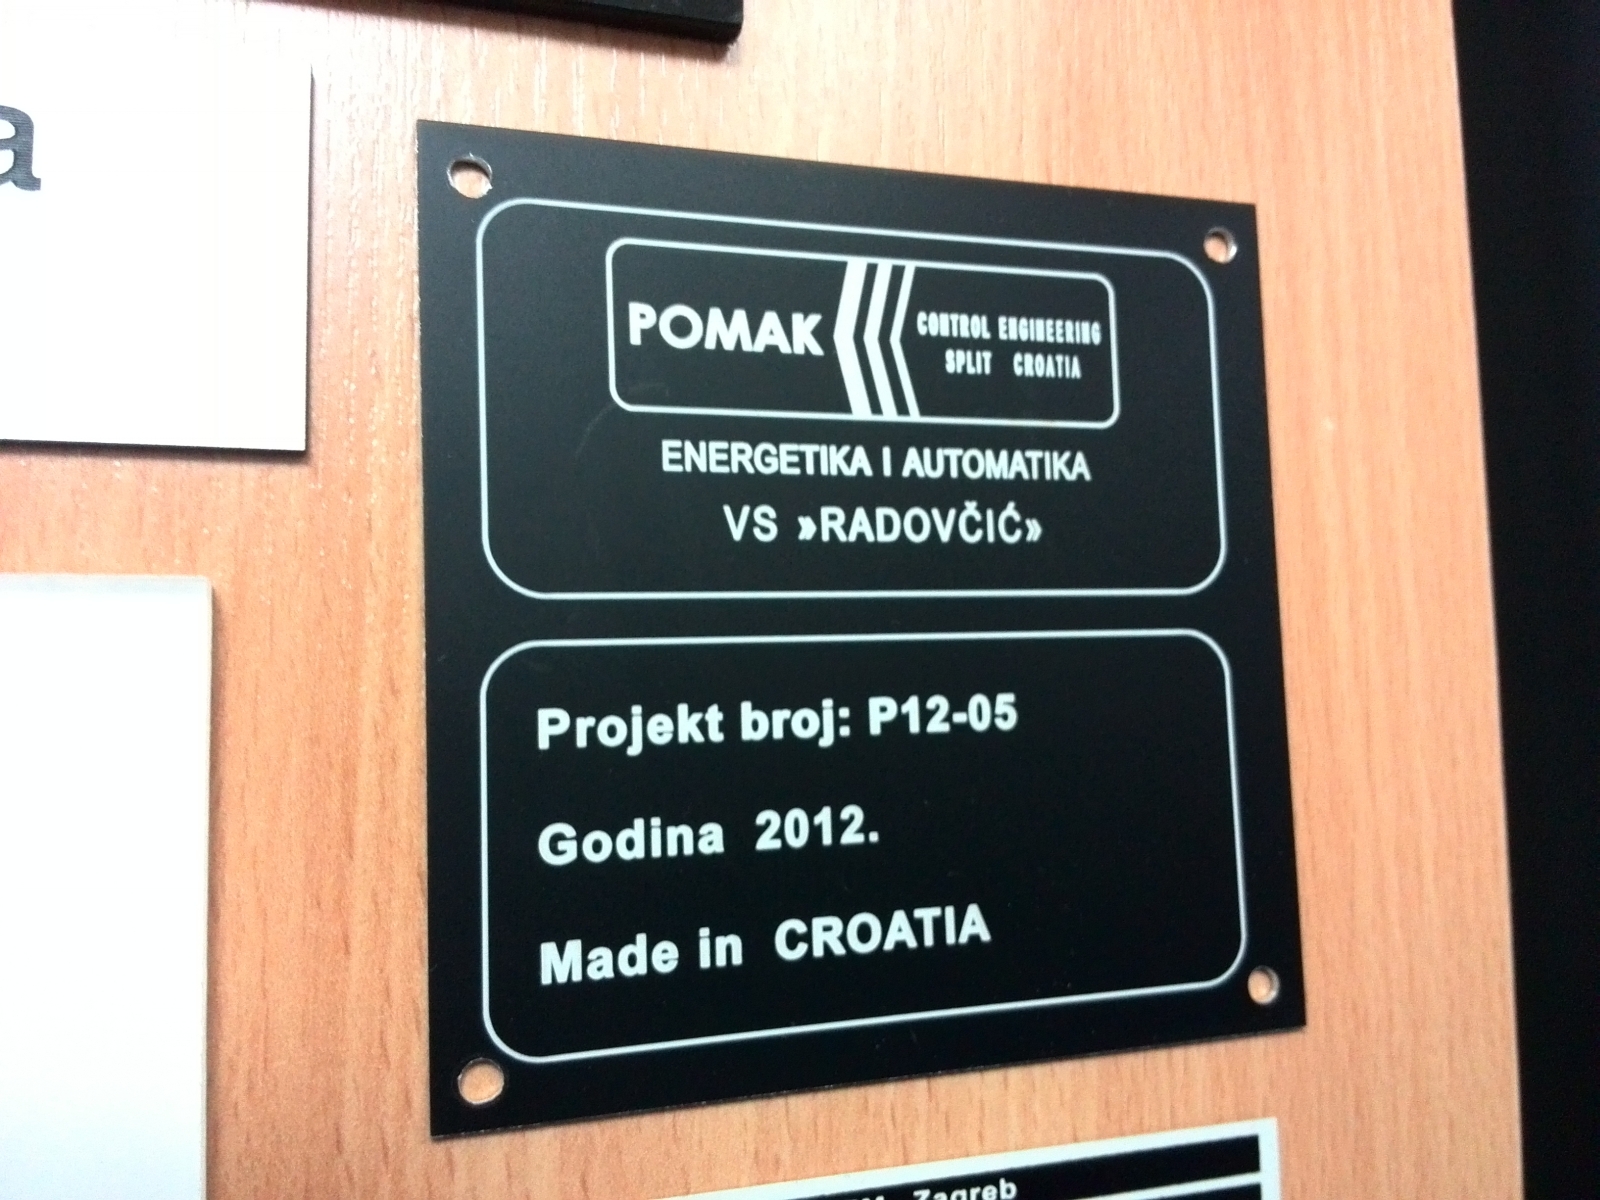 a
POMAK
CONTROL ENGINEERING
SPLIT CROATIA
ENERGETIKA I AUTOMATIKA
VS »RADOVČIĆ»
Projekt broj: P12-05
Godina 2012.
Made in CROATIA
Zagreb